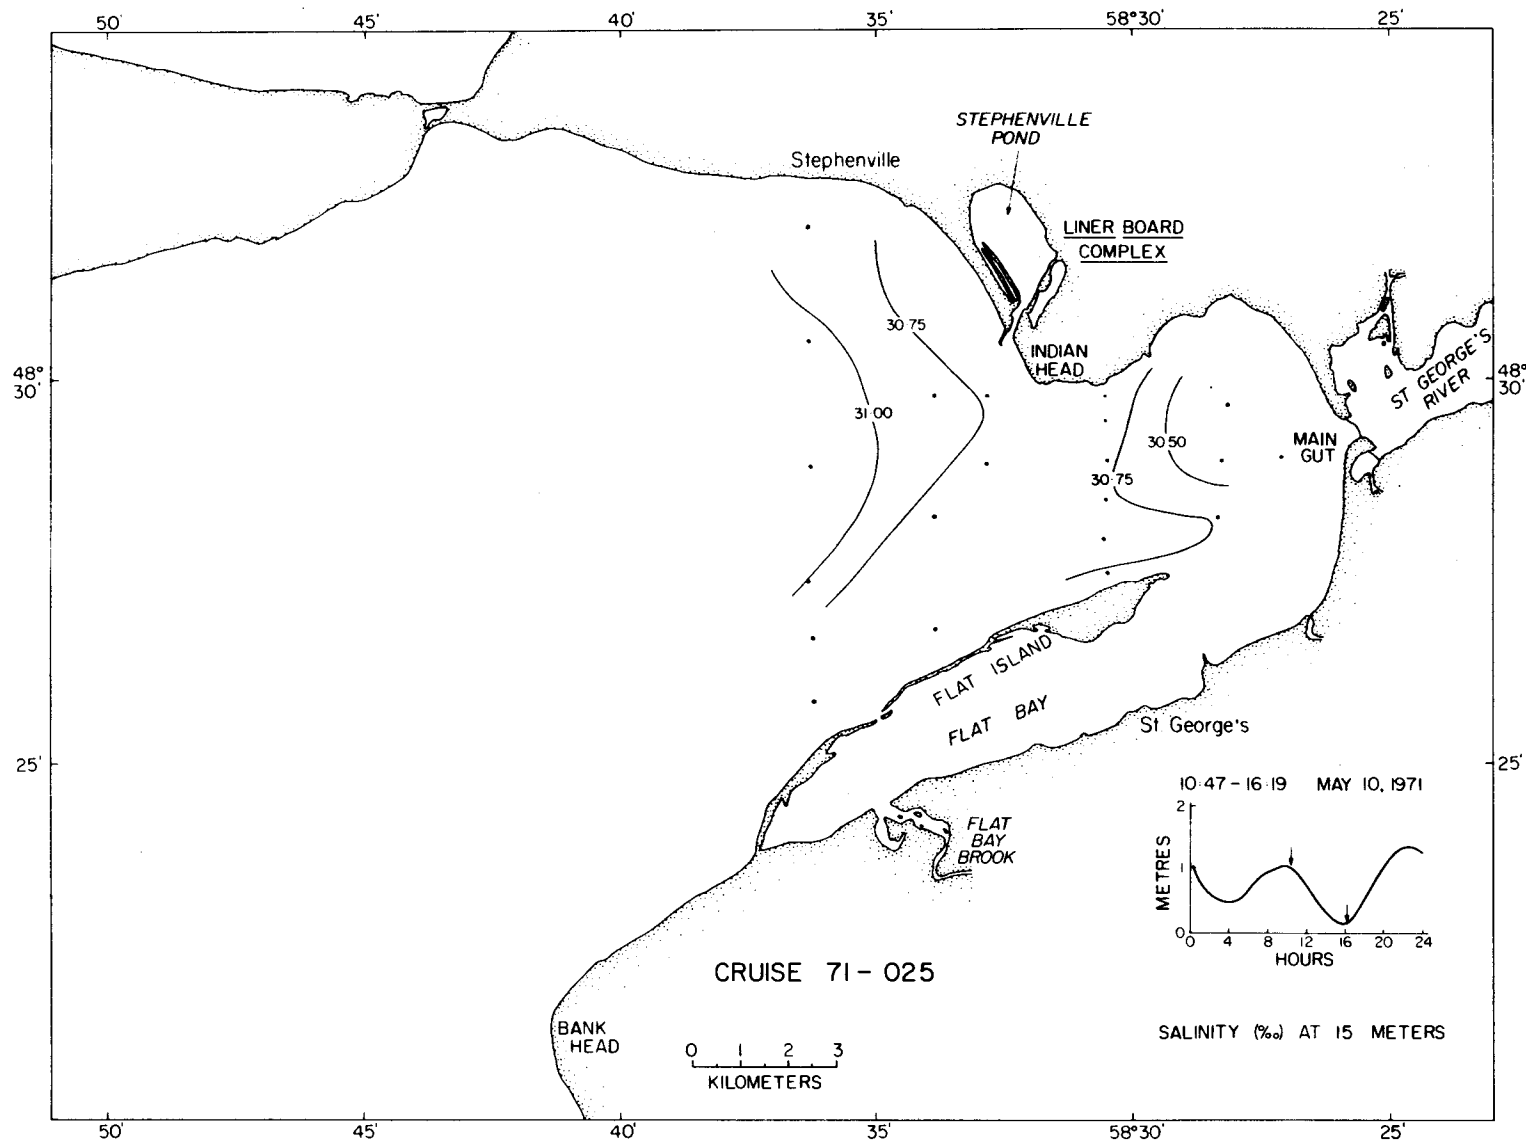 50' 45' 40' 35' 58°30' 25'
STEPHENVILLE
POND
Stephenville
LINER BOARD
COMPLEX
30·75
INDIAN
HEAD
48°
30'
48°
30'
ST GEORGE'S
RIVER
31·00
30·50
MAIN
GUT
30·75
FLAT ISLAND
FLAT BAY
St George's
25'
25'
10:47-16:19 MAY 10, 1971
2
1
0
METRES
0 4 8 12 16 20 24
HOURS
FLAT
BAY
BROOK
CRUISE 71-025
BANK
HEAD
0 1 2 3
KILOMETERS
SALINITY (‰) AT 15 METERS
50' 45' 40' 35' 58°30' 25'